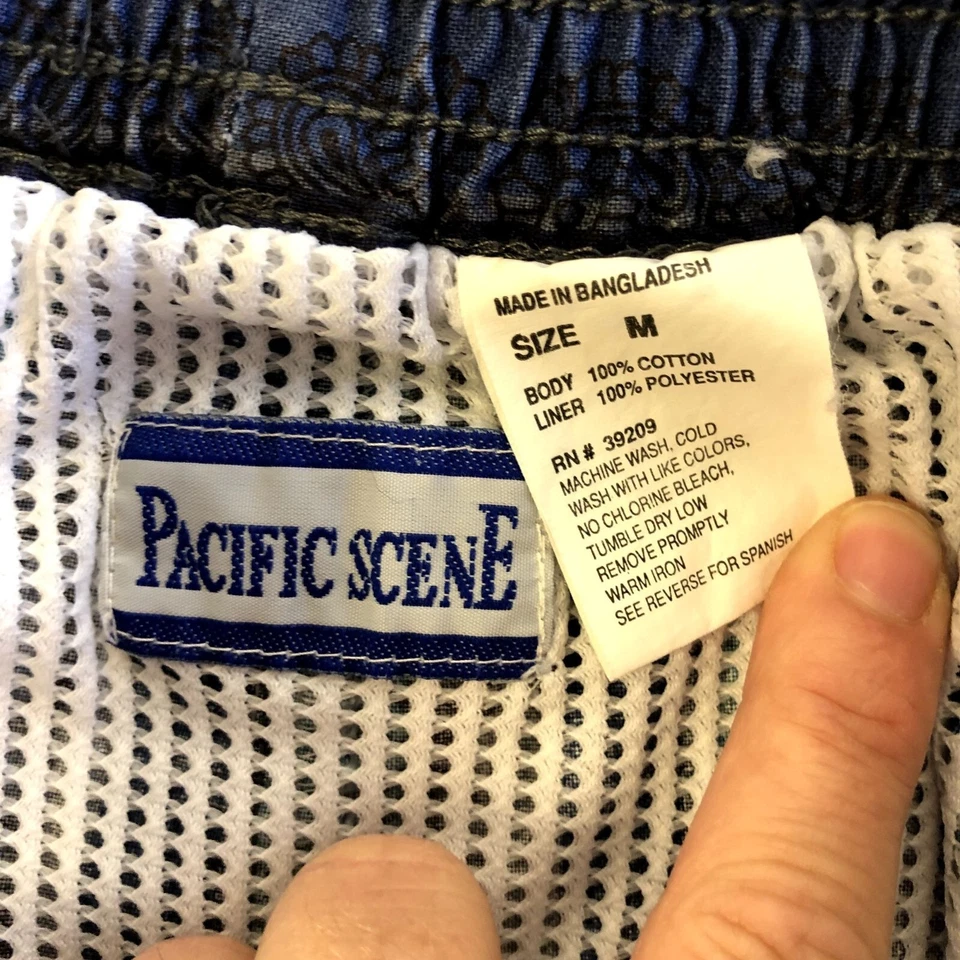 PACIFIC SCENE
MADE IN BANGLADESH
SIZE M
BODY 100% COTTON
LINER 100% POLYESTER
RN # 39209
MACHINE WASH, COLD
WASH WITH LIKE COLORS,
NO CHLORINE BLEACH,
TUMBLE DRY LOW
REMOVE PROMPTLY
WARM IRON
SEE REVERSE FOR SPANISH